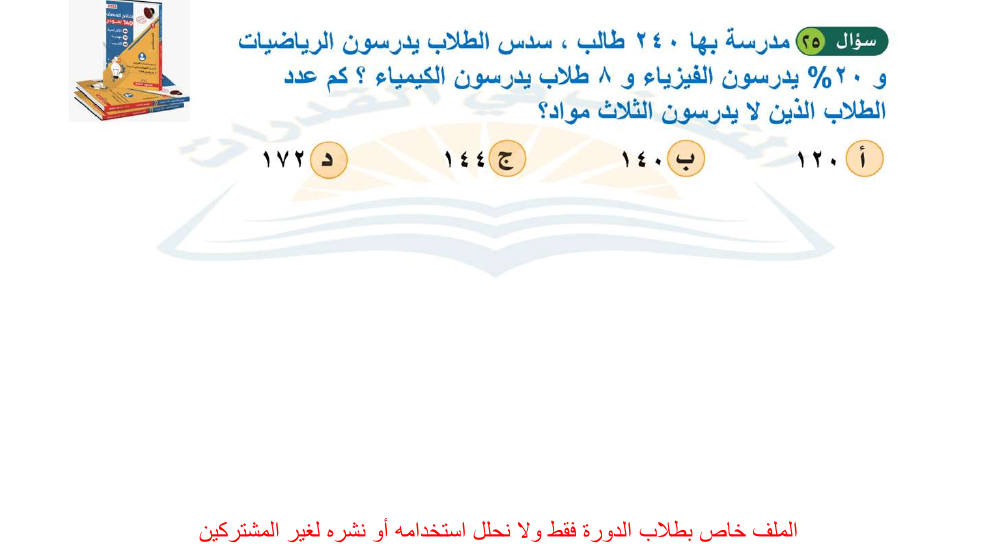 سؤال ٢٥ مدرسة بها ٢٤٠ طالب ، سدس الطلاب يدرسون الرياضيات
و ٢٠% يدرسون الفيزياء و ٨ طلاب يدرسون الكيمياء ؟ كم عدد
الطلاب الذين لا يدرسون الثلاث مواد؟
أ ١٢٠ ب ١٤٠ ج ١٤٤ د ١٧٢
الملف خاص بطلاب الدورة فقط ولا نحلل استخدامه أو نشره لغير المشتركين